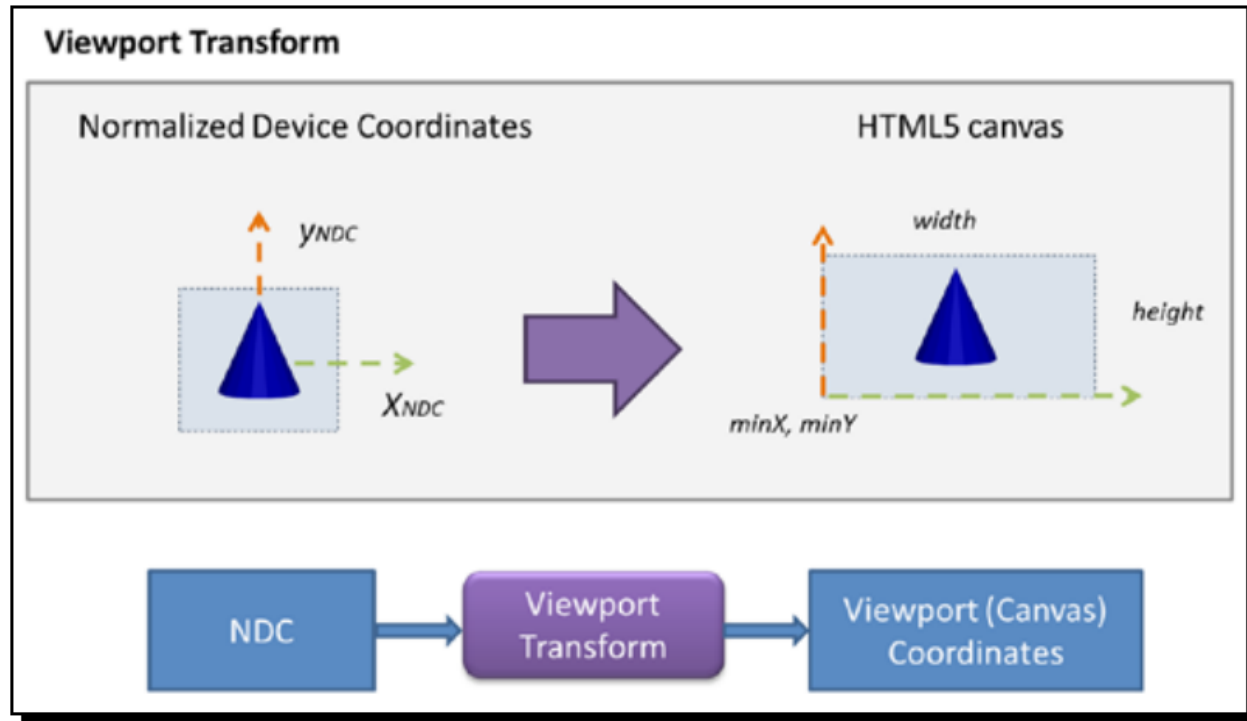 Viewport Transform
Normalized Device Coordinates
HTML5 canvas
yNDC
XNDC
width
height
minX, minY
NDC
Viewport
Transform
Viewport (Canvas)
Coordinates